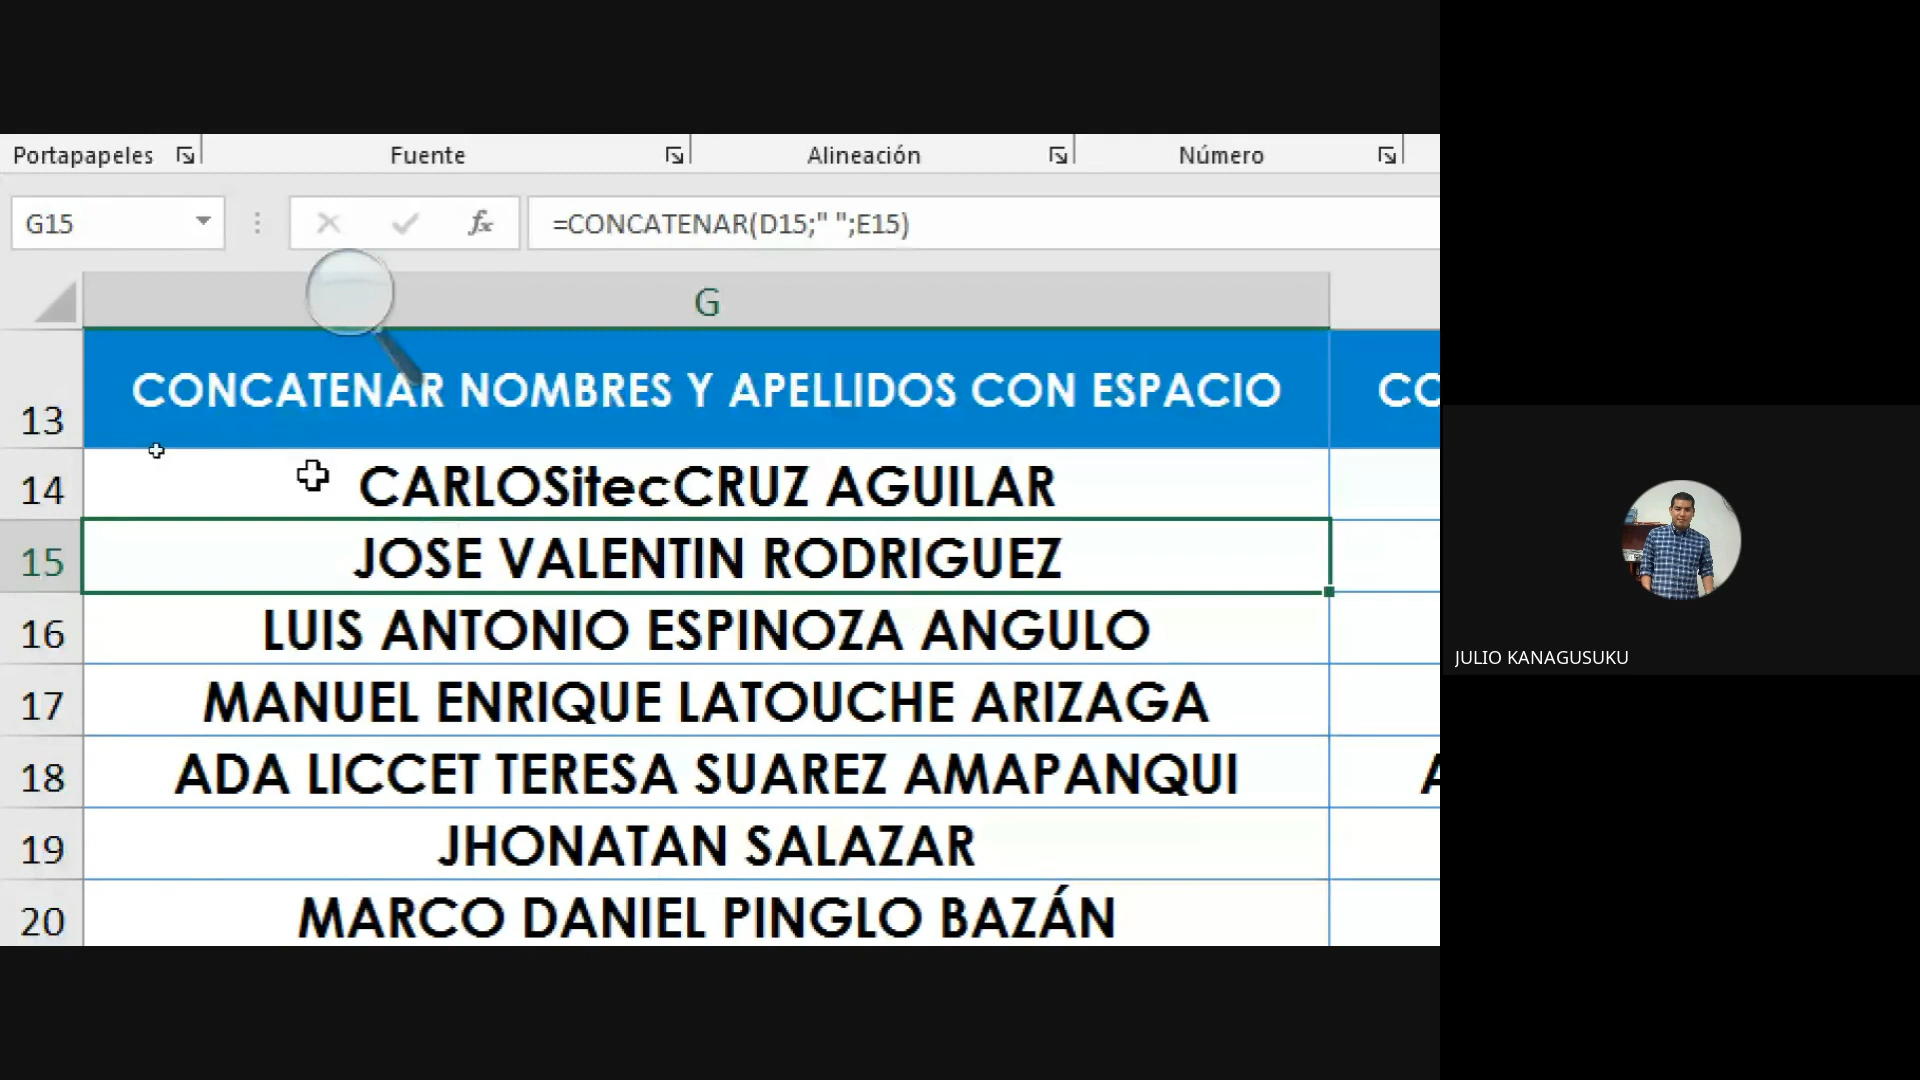 Portapapeles Fuente Alineación Número
G15 fx =CONCATENAR(D15;" ";E15)
G
13 CONCATENAR NOMBRES Y APELLIDOS CON ESPACIO CO
14 CARLOSitecCRUZ AGUILAR
15 JOSE VALENTIN RODRIGUEZ
16 LUIS ANTONIO ESPINOZA ANGULO
17 MANUEL ENRIQUE LATOUCHE ARIZAGA
18 ADA LICCET TERESA SUAREZ AMAPANQUI A
19 JHONATAN SALAZAR
20 MARCO DANIEL PINGLO BAZÁN
JULIO KANAGUSUKU